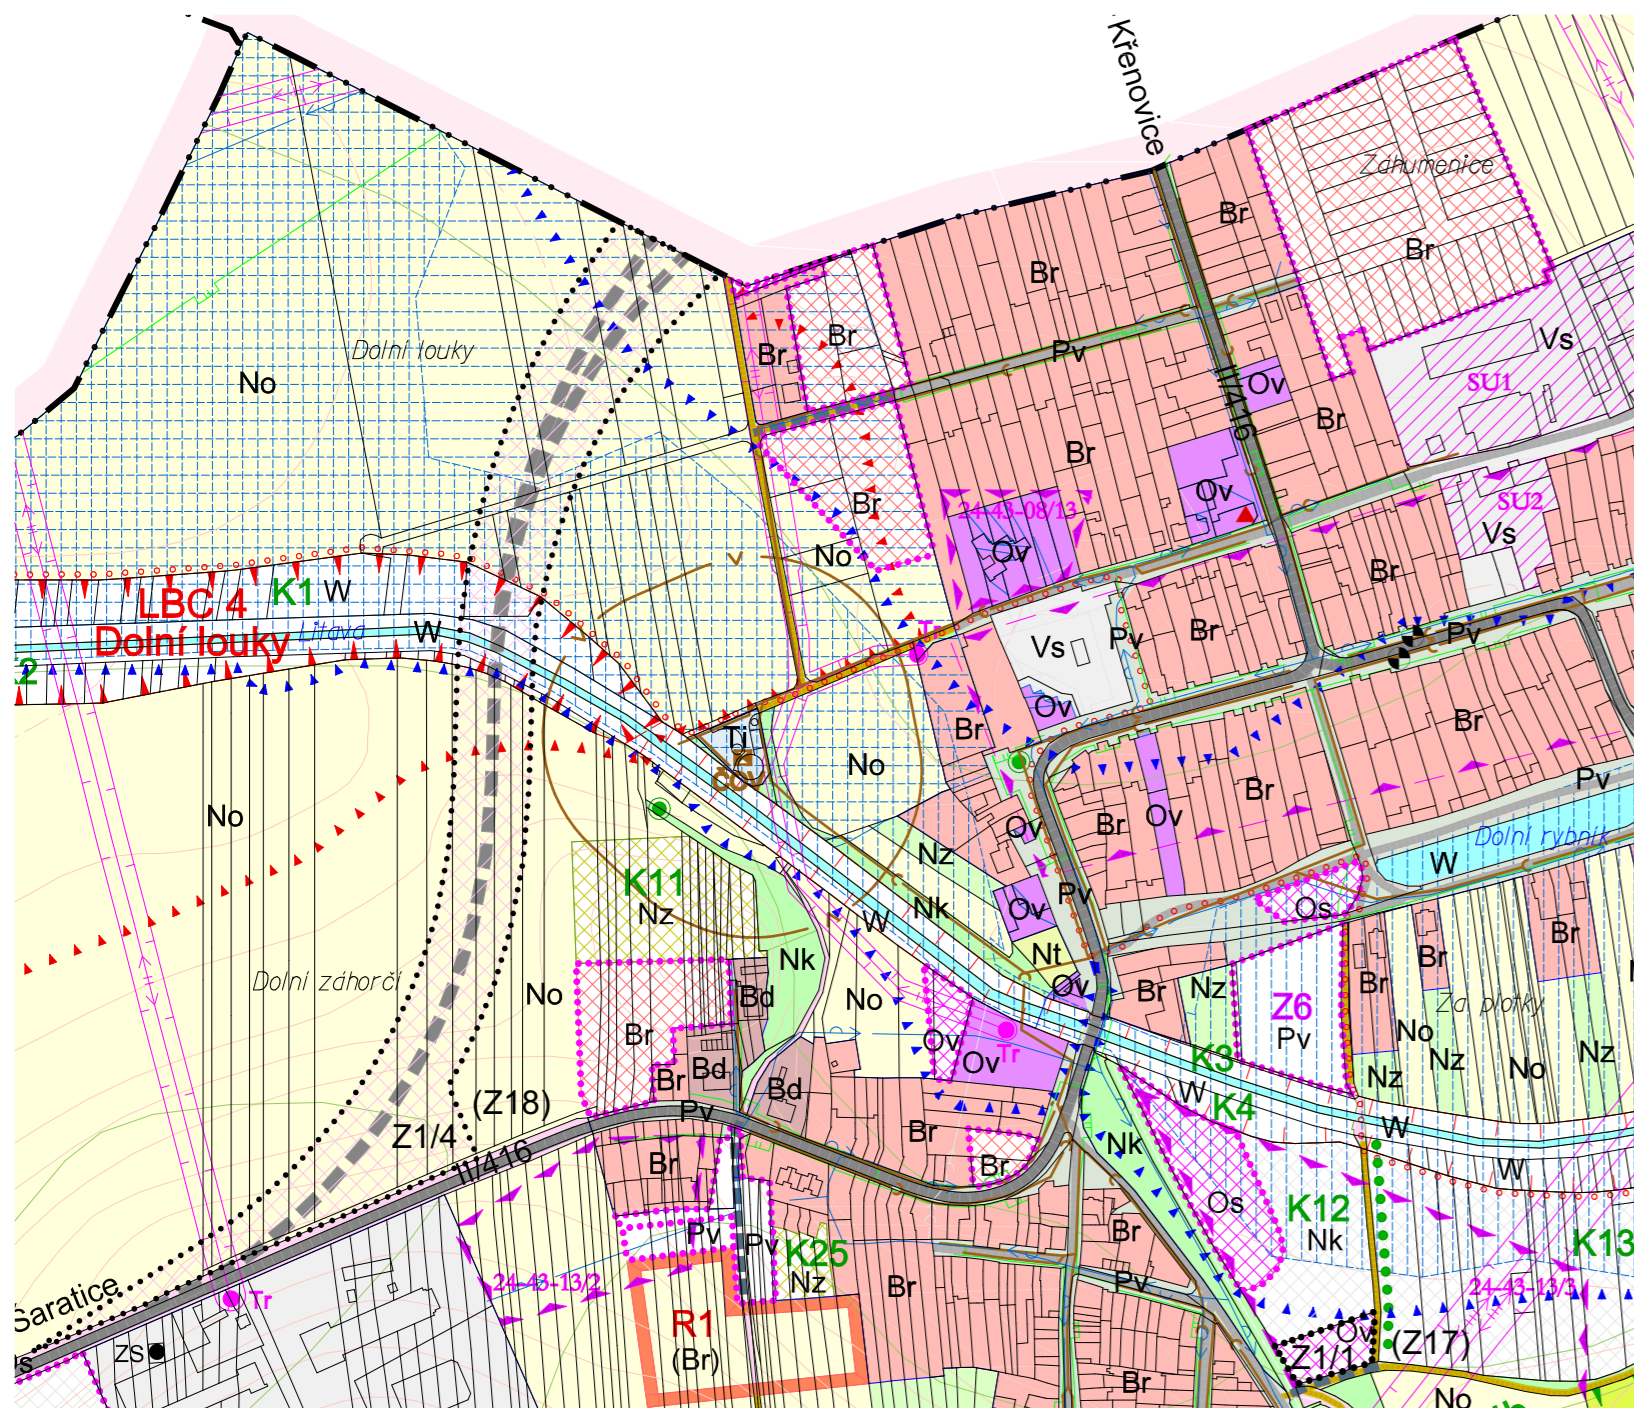 Křenovice
Záhumenice
Br
Br
Br
Br
Vs
Pv
Br
Br
Dolní louky
No
SU1
Ov
II/416
Br
Br
Ov
SU2
Vs
Br
24-43-08/13
Ov
No
Br
K1
W
LBC 4
Dolní louky
Litava
W
Tr
Vs
Pv
Br
Pv
Br
Ov
Br
Ti
ČOV
No
Pv
Br
Br
Ov
Ov
Dolní rybník
No
Nz
W
K11
Nz
Pv
Nk
Ov
W
Os
Br
Nt
Br
Nk
Dolní záhorčí
No
Bd
No
Ov
Br
Nz
Z6
Pv
Br
Za plotky
No
Br
Ov
Ov
Tr
Bd
Br
Bd
K3
W
K4
Nz
Nz
No
Nz
(Z18)
Z1/4
Pv
Br
W
Nk
III/416
Br
Br
W
Os
K12
Nk
Br
Pv
Pv
K25
Nz
K13
24-43-13/2
Br
Pv
24-43-13/3
Šaratice
Tr
R1
(Br)
Ov
Z1/1
(Z17)
ZS
Br
No